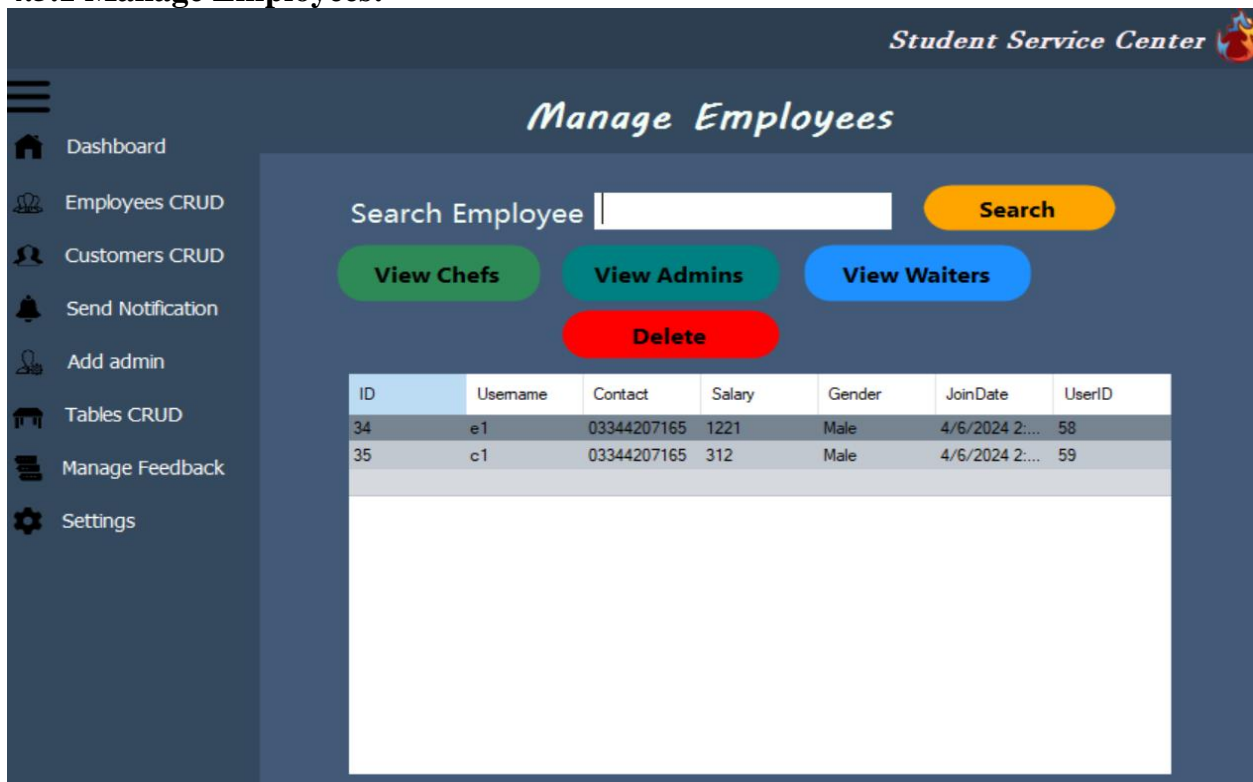 Student Service Center
Manage Employees
Dashboard
Employees CRUD
Customers CRUD
Send Notification
Add admin
Tables CRUD
Manage Feedback
Settings
Search Employee
Search
View Chefs View Admins View Waiters
Delete
ID Username Contact Salary Gender JoinDate UserID
34 e1 03344207165 1221 Male 4/6/2024 2:... 58
35 c1 03344207165 312 Male 4/6/2024 2:... 59